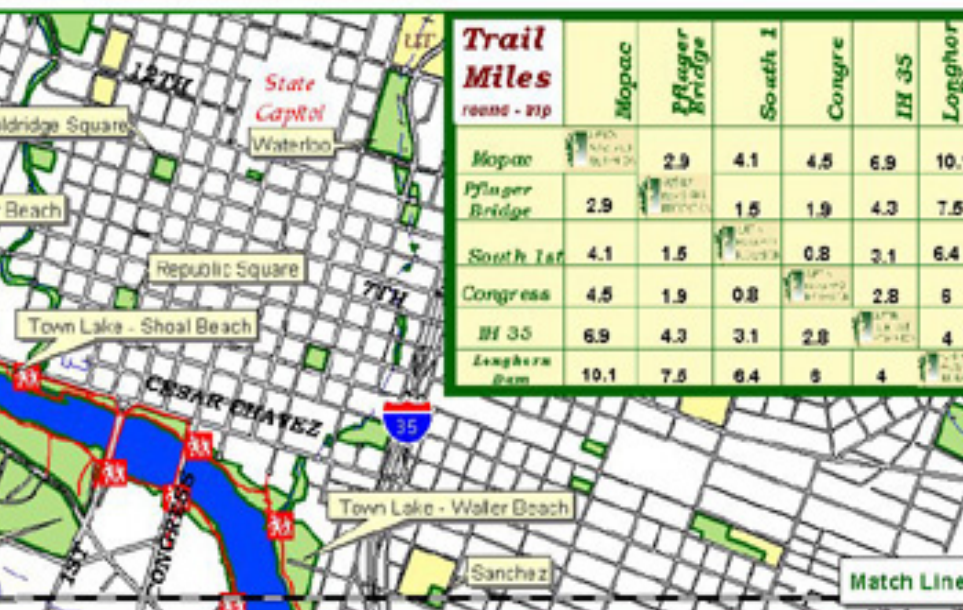 12TH
State
Capitol
UT
oldridge Square
Waterloo
r Beach
Republic Square
7TH
Town Lake - Shoal Beach
CESAR CHAVEZ
35
Town Lake - Waller Beach
Sanchez
1ST
CONGRESS
Match Line
Trail
Miles
round - trip
Mopac
Pfluger
Bridge
South 1
Congre
IH 35
Longhor
Mopac 2.9 4.1 4.5 6.9 10.
Pfluger
Bridge 2.9 1.5 1.9 4.3 7.5
South 1st 4.1 1.5 0.8 3.1 6.4
Congress 4.5 1.9 0.8 2.8 6
IH 35 6.9 4.3 3.1 2.8 4
Longhorn
Dam 10.1 7.5 6.4 6 4